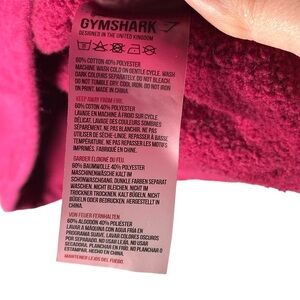 GYMSHARK
DESIGNED IN THE UNITED KINGDOM
60% COTTON 40% POLYESTER
MACHINE WASH COLD ON GENTLE CYCLE. WASH
DARK COLOURS SEPARATELY. DO NOT BLEACH.
DO NOT TUMBLE DRY. COOL IRON. DO NOT IRON
ON PRINT. MADE IN CHINA.
KEEP AWAY FROM FIRE.
60% COTON 40% POLYESTER
LAVAGE EN MACHINE À FROID SUR CYCLE
DÉLICAT, LAVAGE DES COULEURS SOMBRES
SÉPARÉMENT, NE PAS BLANCHIR, NE PAS
UTILISER DE SÈCHE-LINGE, REPASSER À BASSE
TEMPÉRATURE, NE PAS REPASSER LES MOTIFS
IMPRIMÉS, FABRIQUÉ EN CHINE.
GARDER ÉLOIGNÉ DU FEU.
60% BAUMWOLLE 40% POLYESTER
MASCHINENWÄSCHE KALT IM
SCHONWASCHGANG. DUNKLE FARBEN SEPARAT
WASCHEN. NICHT BLEICHEN. NICHT IM
TROCKNER TROCKNEN. KALT BÜGELN, NICHT
BÜGELN ODER BEDRUCKEN. HERGESTELLT IN
CHINA.
VON FEUER FERNHALTEN.
60% ALGODÓN 40% POLIÉSTER
LAVAR A MÁQUINA CON AGUA FRÍA EN
PROGRAMA SUAVE, LAVAR COLORES OSCUROS
POR SEPARADO, NO USAR LEJÍA, NO USAR
SECADORA, PLANCHAR EN FRÍO, NO PLANCHAR O
ESTAMPAR. HECHO EN CHINA.
MANTENER LEJOS DEL FUEGO.